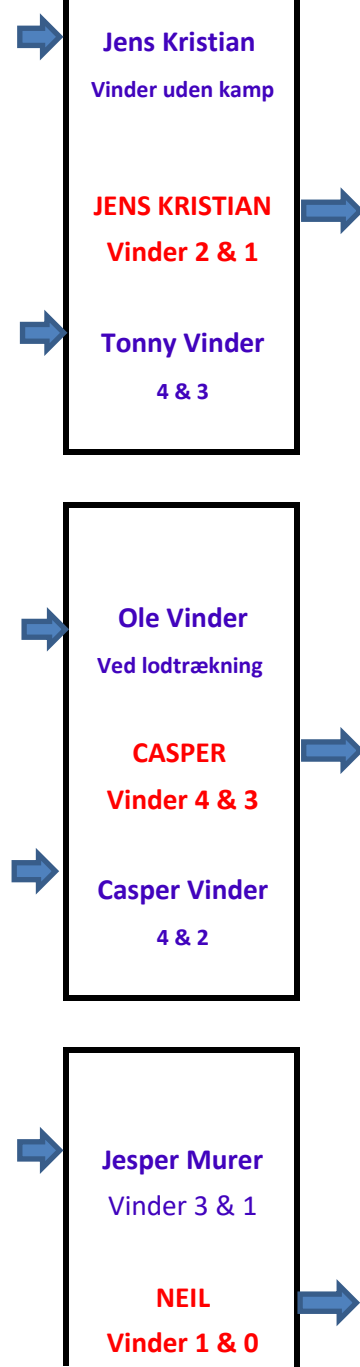 Jens Kristian
Vinder uden kamp
JENS KRISTIAN
Vinder 2 & 1
Tonny Vinder
4 & 3
Ole Vinder
Ved lodtrækning
CASPER
Vinder 4 & 3
Casper Vinder
4 & 2
Jesper Murer
Vinder 3 & 1
NEIL
Vinder 1 & 0